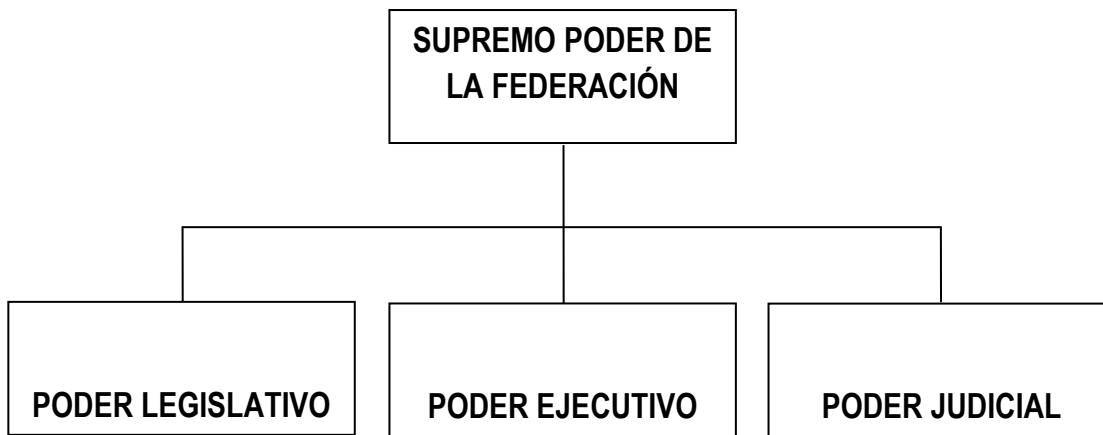 SUPREMO PODER DE
LA FEDERACIÓN
PODER LEGISLATIVO
PODER EJECUTIVO
PODER JUDICIAL